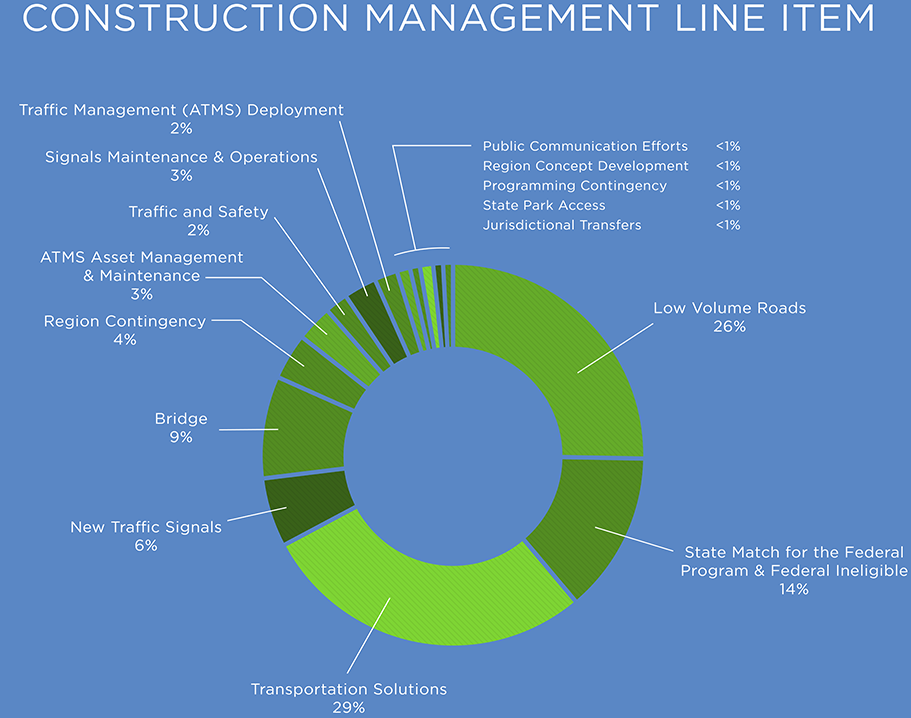 CONSTRUCTION MANAGEMENT LINE ITEM
Traffic Management (ATMS) Deployment
2%
Signals Maintenance & Operations
3%
Traffic and Safety
2%
ATMS Asset Management
& Maintenance
3%
Region Contingency
4%
Bridge
9%
New Traffic Signals
6%
Transportation Solutions
29%
Public Communication Efforts <1%
Region Concept Development <1%
Programming Contingency <1%
State Park Access <1%
Jurisdictional Transfers <1%
Low Volume Roads
26%
State Match for the Federal
Program & Federal Ineligible
14%